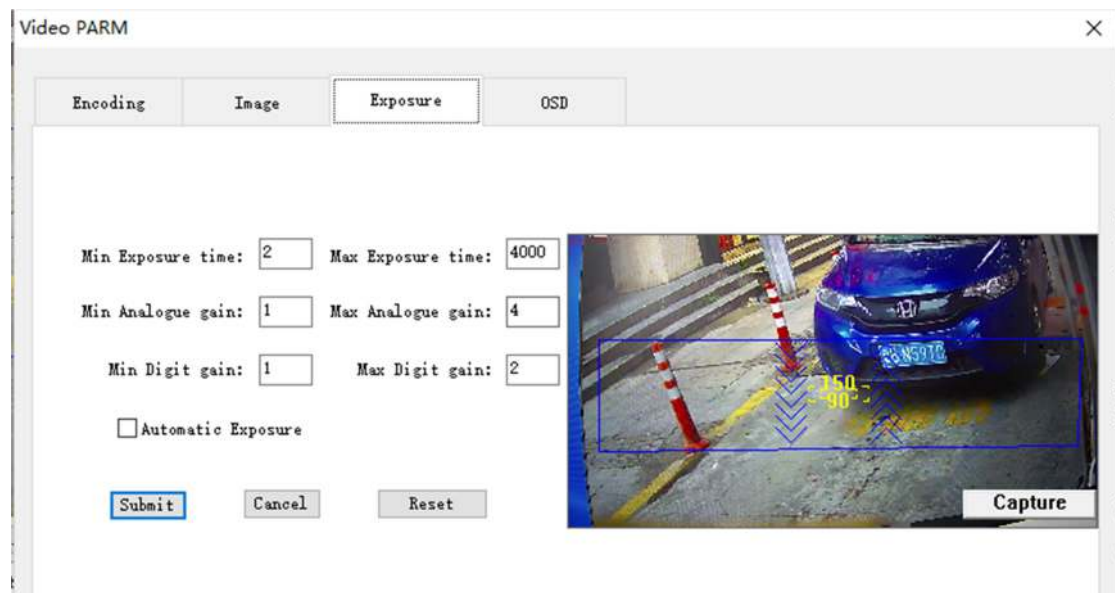 Video PARM
Encoding Image Exposure OSD
Min Exposure time: 2 Max Exposure time: 4000
Min Analogue gain: 1 Max Analogue gain: 4
Min Digit gain: 1 Max Digit gain: 2
Automatic Exposure
Submit Cancel Reset
150
90
Capture